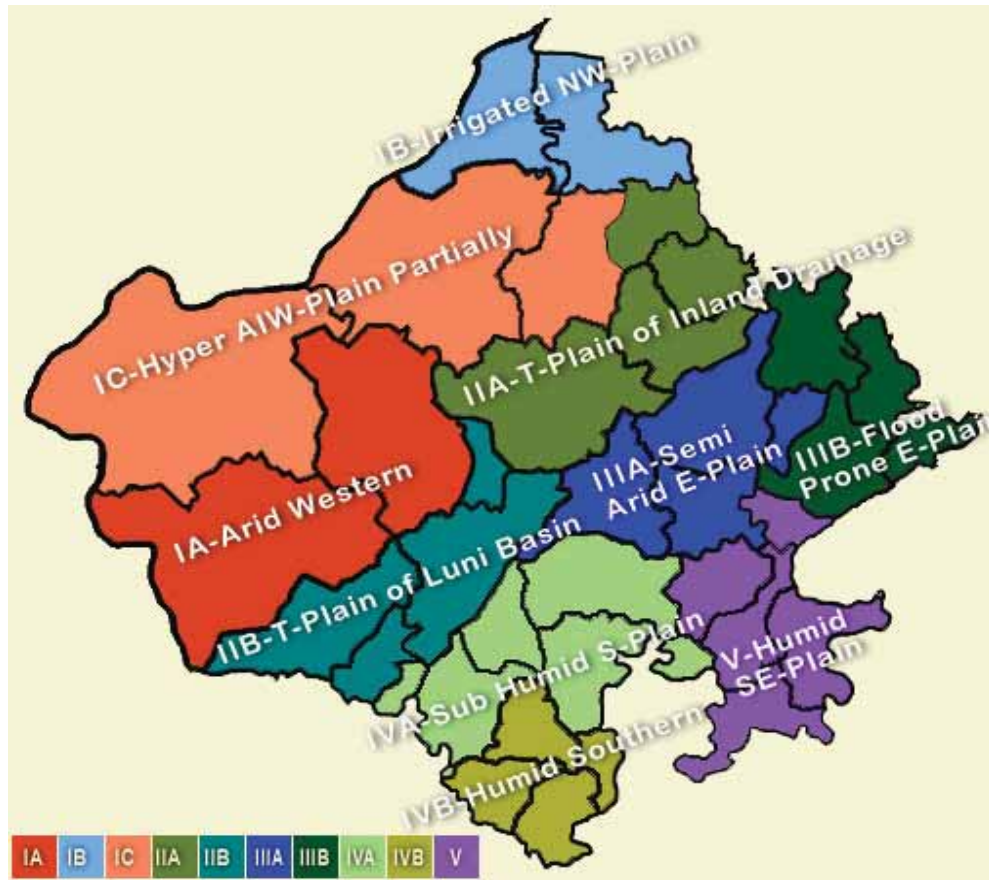 IB-Irrigated NW-Plain
IC-Hyper AIW-Plain Partially
IIA-T-Plain of Inland Drainage
IA-Arid Western
IIIA-Semi
Arid E-Plain
IIIB-Flood
Prone E-Plain
IIB-T-Plain of Luni Basin
IVA-Sub Humid S-Plain
V-Humid
SE-Plain
IVB-Humid Southern
IA IB IC IIA IIB IIIA IIIB IVA IVB V